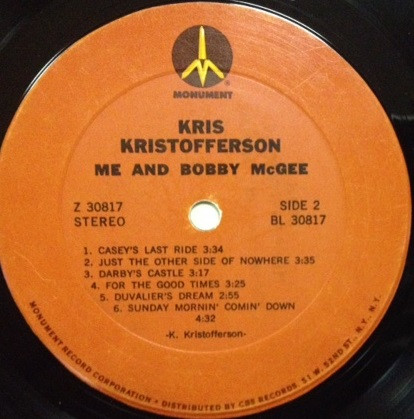 MONUMENT
KRIS
KRISTOFFERSON
ME AND BOBBY McGEE
Z 30817
STEREO
SIDE 2
BL 30817
1. CASEY'S LAST RIDE 3:34
2. JUST THE OTHER SIDE OF NOWHERE 3:35
3. DARBY'S CASTLE 3:17
4. FOR THE GOOD TIMES 3:25
5. DUVALIER'S DREAM 2:55
6. SUNDAY MORNIN' COMIN' DOWN
4:32
-K. Kristofferson-
MONUMENT RECORD CORPORATION • DISTRIBUTED BY CBS RECORDS, 51 W. 52ND ST., N.Y., N.Y.